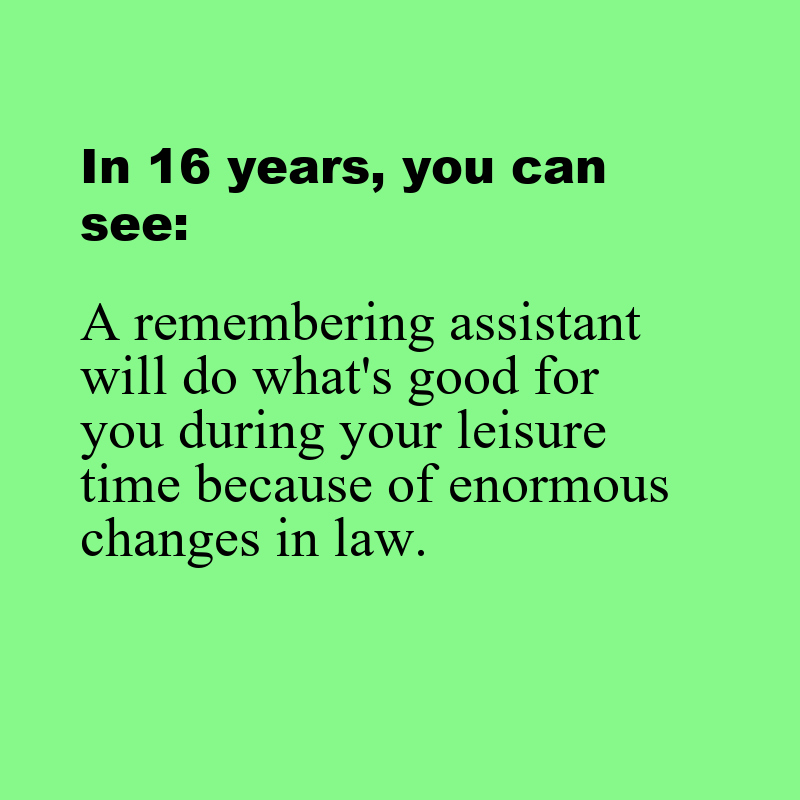 In 16 years, you can
see:
A remembering assistant
will do what's good for
you during your leisure
time because of enormous
changes in law.